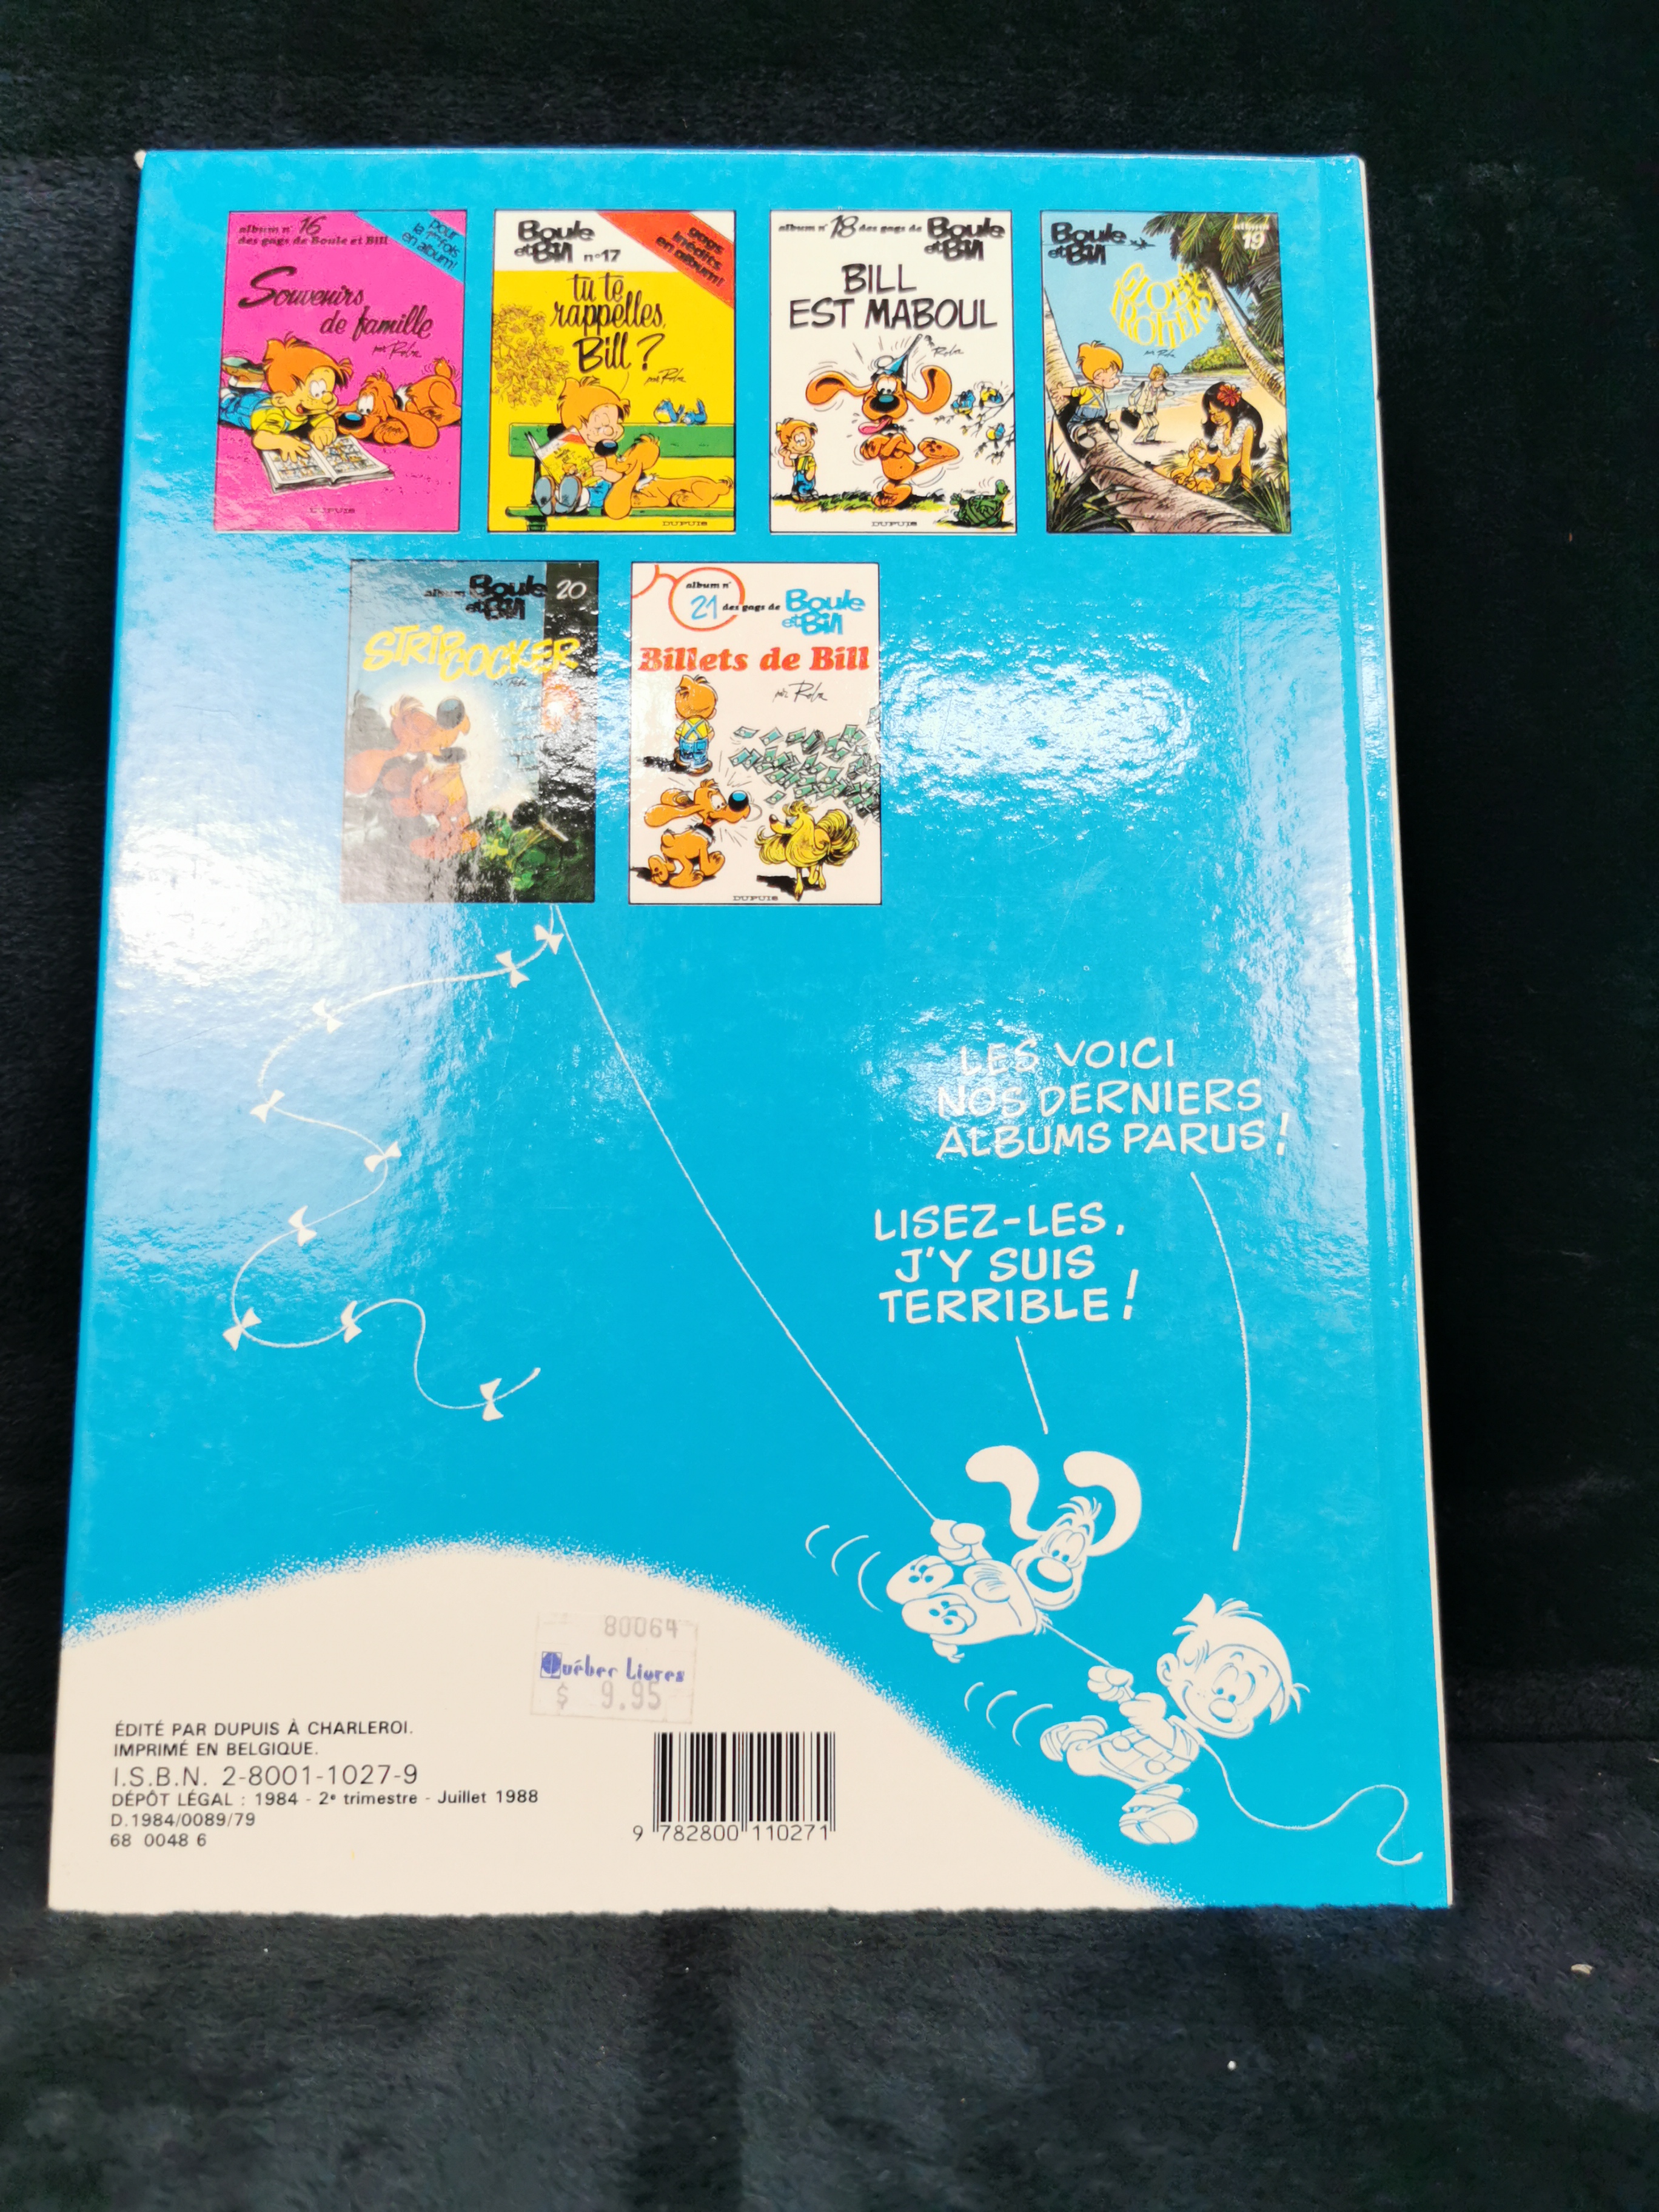 album n° 16
des gags de Boule et Bill
pour
la 1ère fois
en album!
Souvenirs
de famille
par Roba
DUPUIS
Boule
et Bill n°17
gags
inédits
en album!
tu te
rappelles,
Bill ?
par Roba
DUPUIS
album n° 18 des gags de Boule
et Bill
BILL
EST MABOUL
Roba
DUPUIS
Boule
et Bill
album
19
GLOBE
TROTTERS
par Roba
album Boule 20
et Bill
STRIP COCKER
par Roba
album n°
21 des gags de Boule
et Bill
Billets de Bill
par Roba
DUPUIS
LES VOICI
NOS DERNIERS
ALBUMS PARUS !
LISEZ-LES,
J'Y SUIS
TERRIBLE !
80064
Québec Livres
$ 9.95
ÉDITÉ PAR DUPUIS À CHARLEROI.
IMPRIMÉ EN BELGIQUE.
I.S.B.N. 2-8001-1027-9
DÉPÔT LÉGAL : 1984 - 2e trimestre - Juillet 1988
D.1984/0089/79
68 0048 6
9 782800 110271